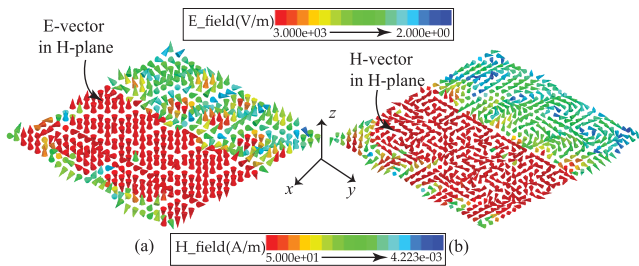 E_field(V/m)
3.000e+03 2.000e+00
E-vector
in H-plane
H-vector
in H-plane
z
x
y
(a)
H_field(A/m)
5.000e+01 4.223e-03
(b)